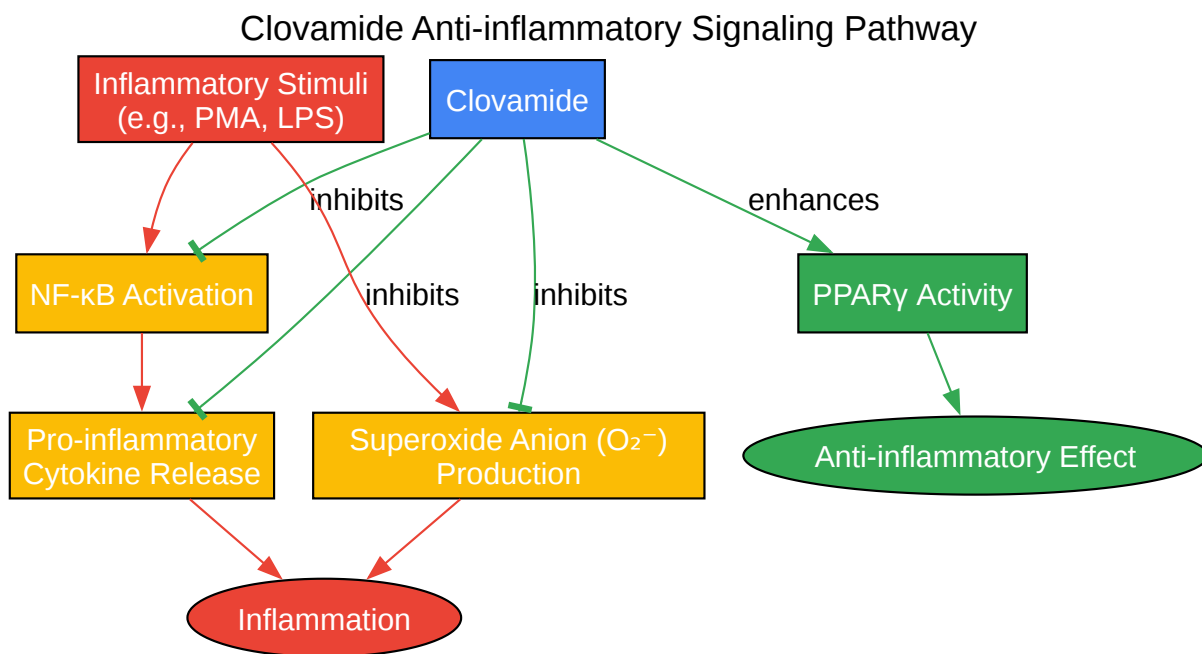 Clovamide Anti-inflammatory Signaling Pathway
Inflammatory Stimuli
(e.g., PMA, LPS)
Clovamide
inhibits
enhances
NF-κB Activation
inhibits
inhibits
PPARγ Activity
Pro-inflammatory
Cytokine Release
Superoxide Anion (O₂⁻)
Production
Anti-inflammatory Effect
Inflammation